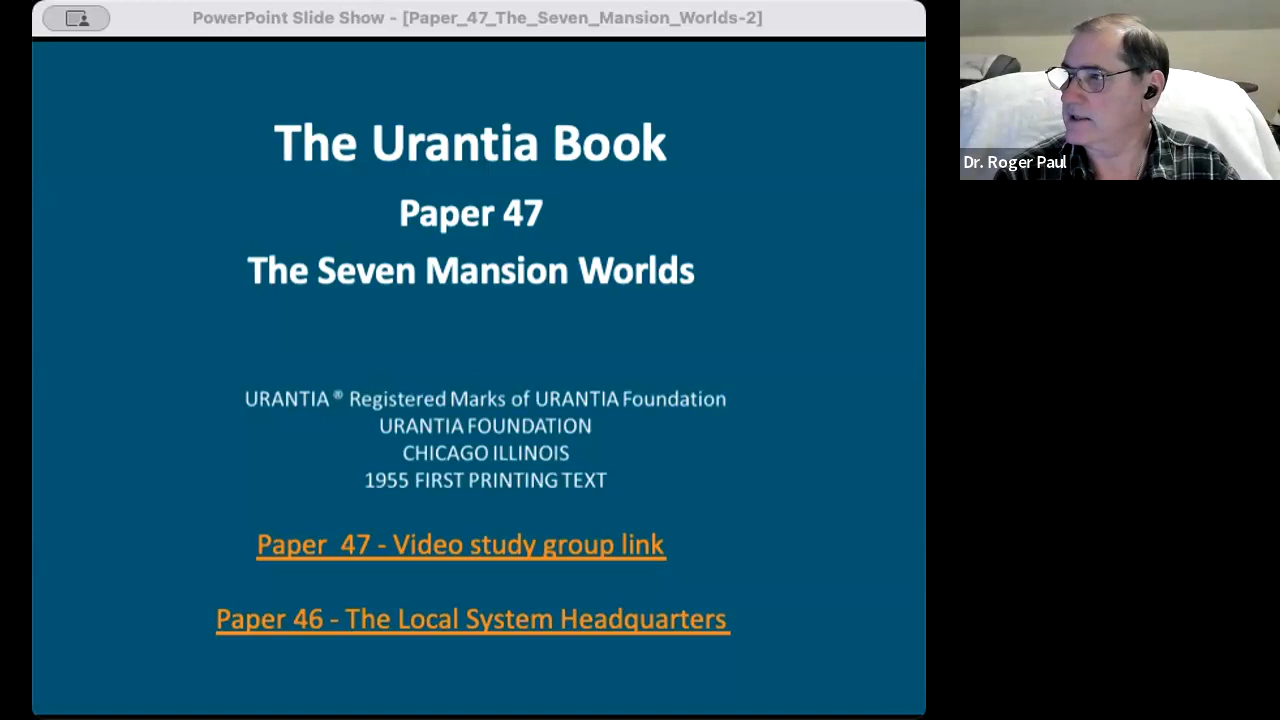 PowerPoint Slide Show - [Paper_47_The_Seven_Mansion_Worlds-2]
The Urantia Book
Paper 47
The Seven Mansion Worlds
URANTIA ® Registered Marks of URANTIA Foundation
URANTIA FOUNDATION
CHICAGO ILLINOIS
1955 FIRST PRINTING TEXT
Paper 47 - Video study group link
Paper 46 - The Local System Headquarters
Dr. Roger Paul